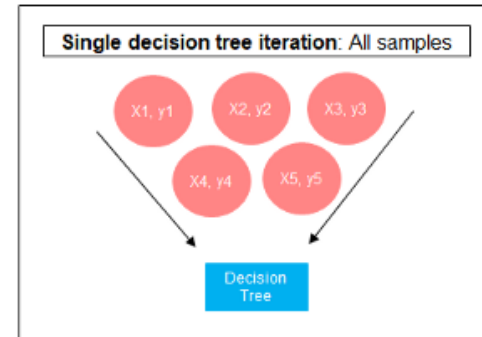 Single decision tree iteration: All samples
X1, y1
X2, y2
X3, y3
X4, y4
X5, y5
Decision
Tree